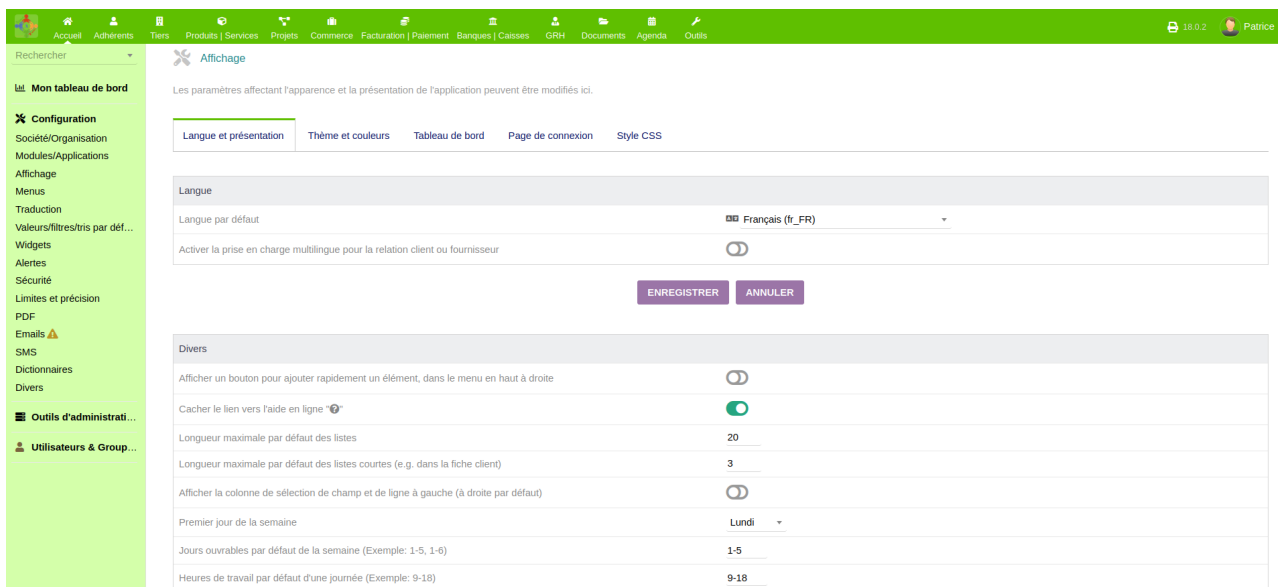 Accueil Adhérents Tiers Produits | Services Projets Commerce Facturation | Paiement Banques | Caisses GRH Documents Agenda Outils 18.0.2 Patrice
Rechercher
Mon tableau de bord
Configuration
Société/Organisation
Modules/Applications
Affichage
Menus
Traduction
Valeurs/filtres/tris par déf...
Widgets
Alertes
Sécurité
Limites et précision
PDF
Emails
SMS
Dictionnaires
Divers
Outils d'administrati...
Utilisateurs & Group...
Affichage
Les paramètres affectant l'apparence et la présentation de l'application peuvent être modifiés ici.
Langue et présentation Thème et couleurs Tableau de bord Page de connexion Style CSS
Langue
Langue par défaut Français (fr_FR)
Activer la prise en charge multilingue pour la relation client ou fournisseur
ENREGISTRER ANNULER
Divers
Afficher un bouton pour ajouter rapidement un élément, dans le menu en haut à droite
Cacher le lien vers l'aide en ligne "?"
Longueur maximale par défaut des listes 20
Longueur maximale par défaut des listes courtes (e.g. dans la fiche client) 3
Afficher la colonne de sélection de champ et de ligne à gauche (à droite par défaut)
Premier jour de la semaine Lundi
Jours ouvrables par défaut de la semaine (Exemple: 1-5, 1-6) 1-5
Heures de travail par défaut d'une journée (Exemple: 9-18) 9-18